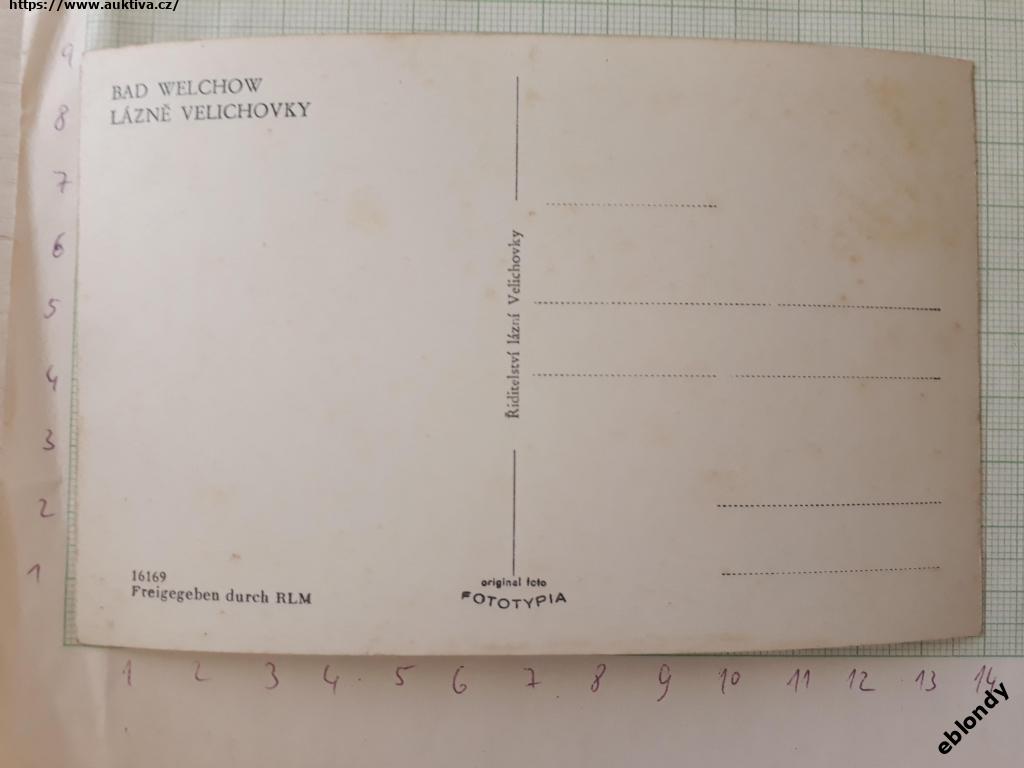 https://www.auktiva.cz/
BAD WELCHOW
LÁZNĚ VELICHOVKY
Ředitelství lázní Velichovky
16169
Freigegeben durch RLM
original foto
FOTOTYPIA
9
8
7
6
5
4
3
2
1
1 2 3 4 5 6 7 8 9 10 11 12 13 14
eblondy